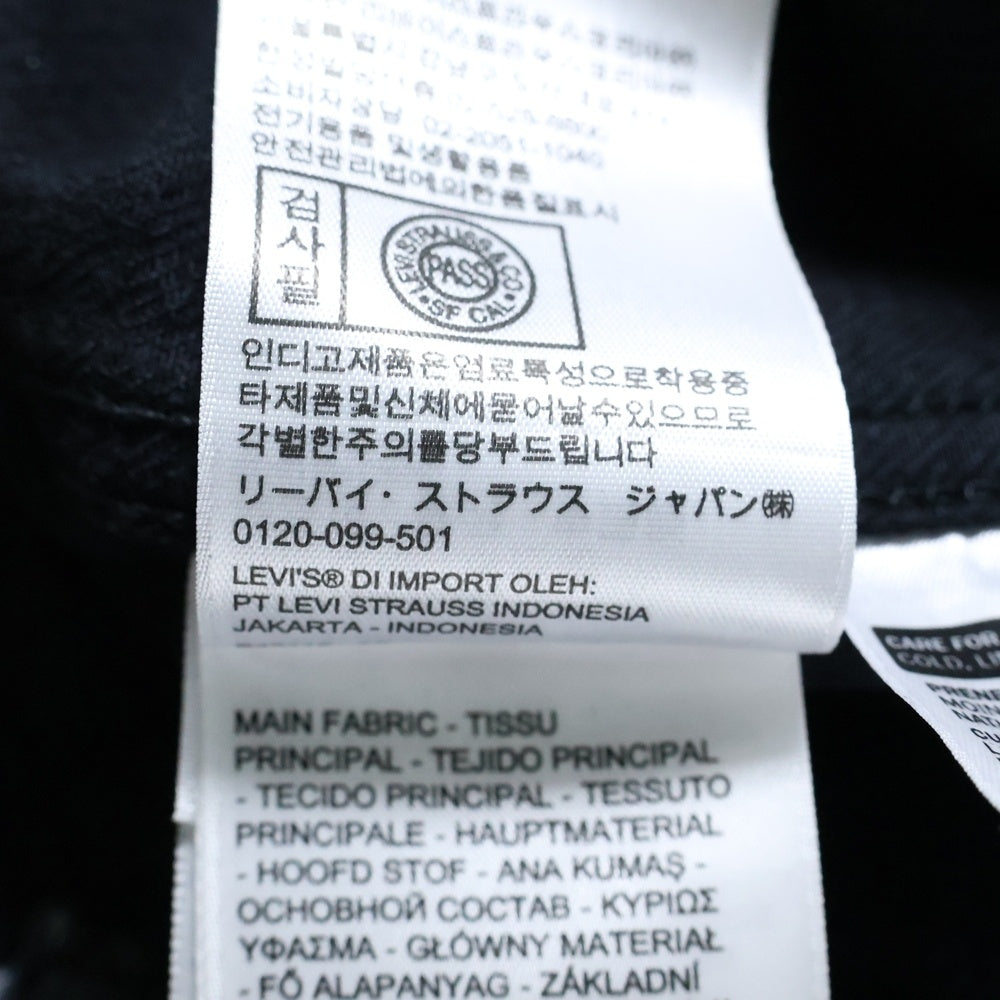 소비자상담 02-2051-1040
전기용품 및생활용품
안전관리법에의한품질표시
검
사
필
LEVI STRAUSS & CO
PASS
SF CAL
인디고제품은염료특성으로착용중
타제품및신체에묻어날수있으므로
각별한주의를당부드립니다
リーバイ・ストラウス ジャパン㈱
0120-099-501
LEVI'S® DI IMPORT OLEH:
PT LEVI STRAUSS INDONESIA
JAKARTA - INDONESIA
MAIN FABRIC - TISSU
PRINCIPAL - TEJIDO PRINCIPAL
- TECIDO PRINCIPAL - TESSUTO
PRINCIPALE - HAUPTMATERIAL
- HOOFD STOF - ANA KUMAŞ -
ОСНОВНОЙ СОСТАВ - ΚΥΡΙΩΣ
ΥΦΑΣΜΑ - GŁÓWNY MATERIAŁ
- FŐ ALAPANYAG - ZÁKLADNÍ
CARE FOR
COLD, LI